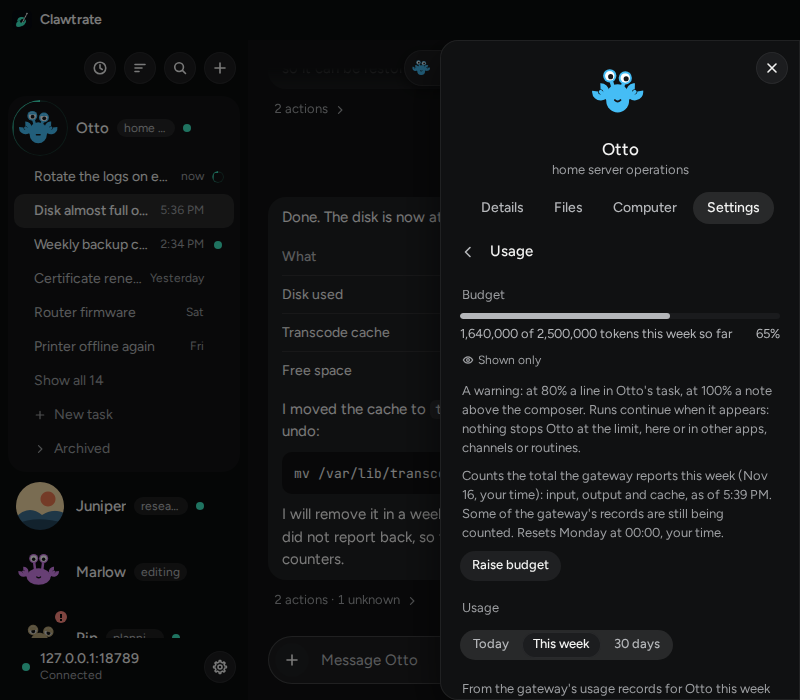 Clawtrate
Otto
home ...
Rotate the logs on e... now
Disk almost full o... 5:36 PM
Weekly backup c... 2:34 PM
Certificate rene... Yesterday
Router firmware Sat
Printer offline again Fri
Show all 14
New task
Archived
Juniper resea...
Marlow editing
127.0.0.1:18789
Connected
2 actions
Done. The disk is now at
What
Disk used
Transcode cache
Free space
I moved the cache to
undo:
mv /var/lib/transc
I will remove it in a week
did not report back, so
counters.
2 actions · 1 unknown
Message Otto
Otto
home server operations
Details Files Computer Settings
Usage
Budget
1,640,000 of 2,500,000 tokens this week so far 65%
Shown only
A warning: at 80% a line in Otto's task, at 100% a note
above the composer. Runs continue when it appears:
nothing stops Otto at the limit, here or in other apps,
channels or routines.
Counts the total the gateway reports this week (Nov
16, your time): input, output and cache, as of 5:39 PM.
Some of the gateway's records are still being
counted. Resets Monday at 00:00, your time.
Raise budget
Usage
Today This week 30 days
From the gateway's usage records for Otto this week